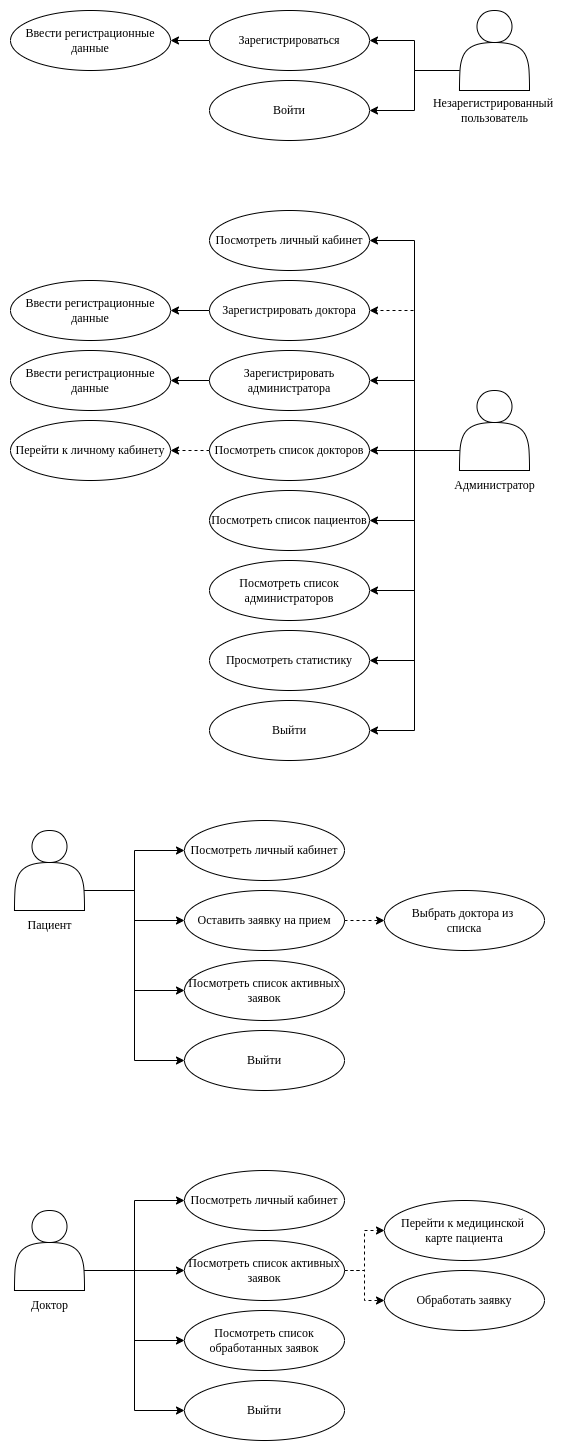 Ввести регистрационные
данные
Зарегистрироваться
Войти
Незарегистрированный
пользователь
Посмотреть личный кабинет
Ввести регистрационные
данные
Зарегистрировать доктора
Ввести регистрационные
данные
Зарегистрировать
администратора
Перейти к личному кабинету
Посмотреть список докторов
Администратор
Посмотреть список пациентов
Посмотреть список
администраторов
Просмотреть статистику
Выйти
Посмотреть личный кабинет
Пациент
Оставить заявку на прием
Выбрать доктора из
списка
Посмотреть список активных
заявок
Выйти
Посмотреть личный кабинет
Перейти к медицинской
карте пациента
Посмотреть список активных
заявок
Доктор
Обработать заявку
Посмотреть список
обработанных заявок
Выйти